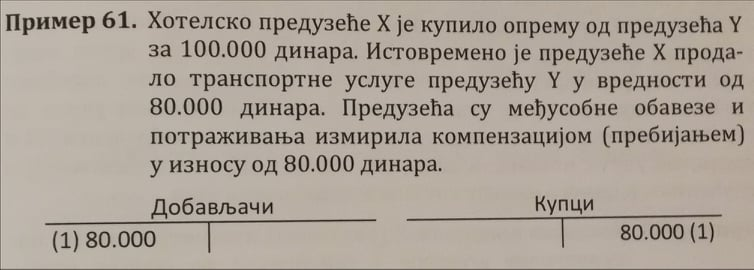 Пример 61. Хотелско предузеће X је купило опрему од предузећа Y
за 100.000 динара. Истовремено је предузеће X прода-
ло транспортне услуге предузећу Y у вредности од
80.000 динара. Предузећа су међусобне обавезе и
потраживања измирила компензацијом (пребијањем)
у износу од 80.000 динара.
Добављачи Купци
(1) 80.000 80.000 (1)